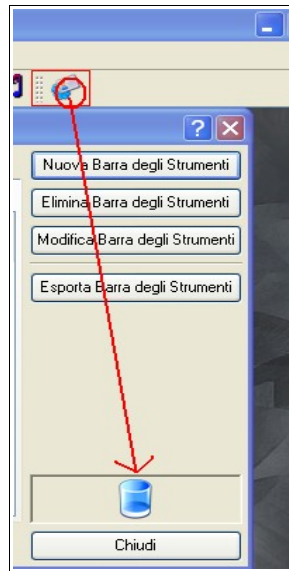 Nuova Barra degli Strumenti
Elimina Barra degli Strumenti
Modifica Barra degli Strumenti
Esporta Barra degli Strumenti
Chiudi